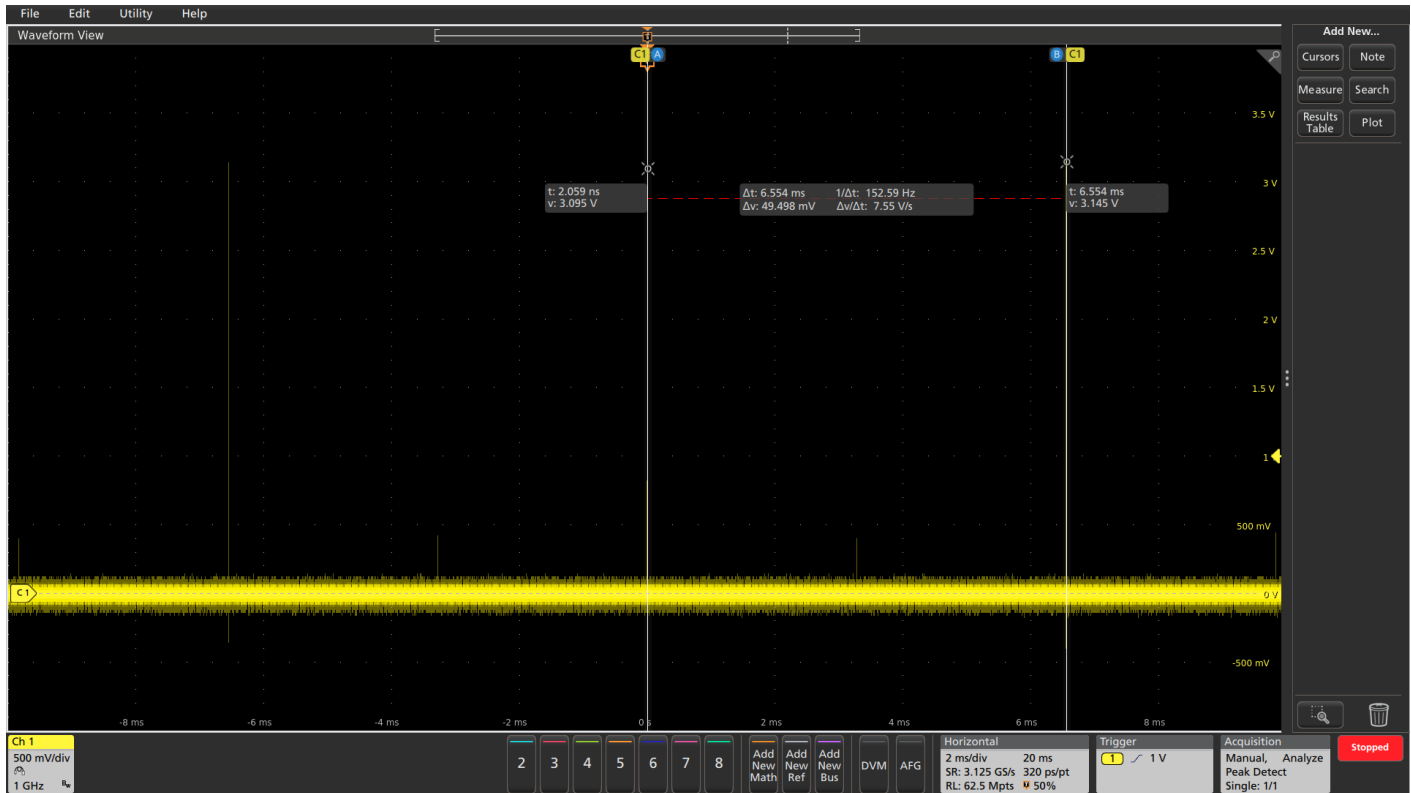 File Edit Utility Help
Waveform View
Add New...
C1 A
B C1
Cursors Note
Measure Search
Results Table Plot
3.5 V
3 V
t: 2.059 ns
v: 3.095 V
Δt: 6.554 ms 1/Δt: 152.59 Hz
Δv: 49.498 mV Δv/Δt: 7.55 V/s
t: 6.554 ms
v: 3.145 V
2.5 V
2 V
1.5 V
1
500 mV
C1
0 V
-500 mV
-8 ms -6 ms -4 ms -2 ms 0 s 2 ms 4 ms 6 ms 8 ms
Ch 1
500 mV/div
1 GHz Bw
2 3 4 5 6 7 8
Add New Math
Add New Ref
Add New Bus
DVM AFG
Horizontal
2 ms/div 20 ms
SR: 3.125 GS/s 320 ps/pt
RL: 62.5 Mpts 50%
Trigger
1 1 V
Acquisition
Manual, Analyze
Peak Detect
Single: 1/1
Stopped